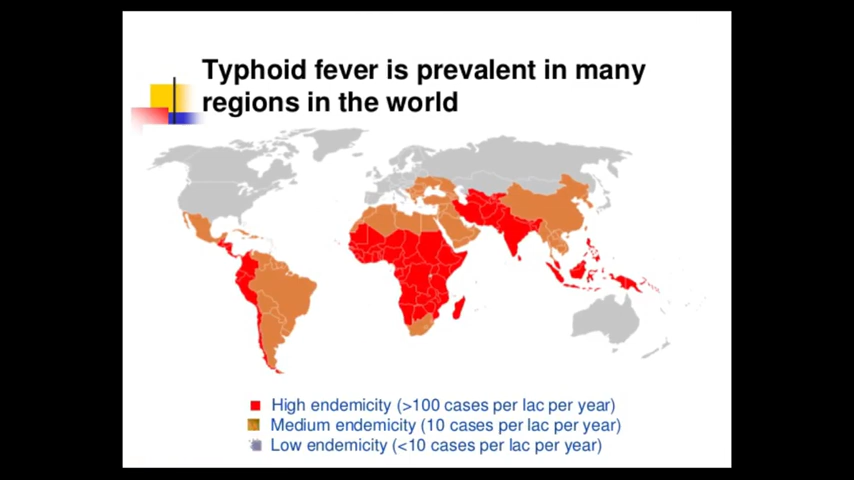 Typhoid fever is prevalent in many
regions in the world
High endemicity (>100 cases per lac per year)
Medium endemicity (10 cases per lac per year)
Low endemicity (<10 cases per lac per year)